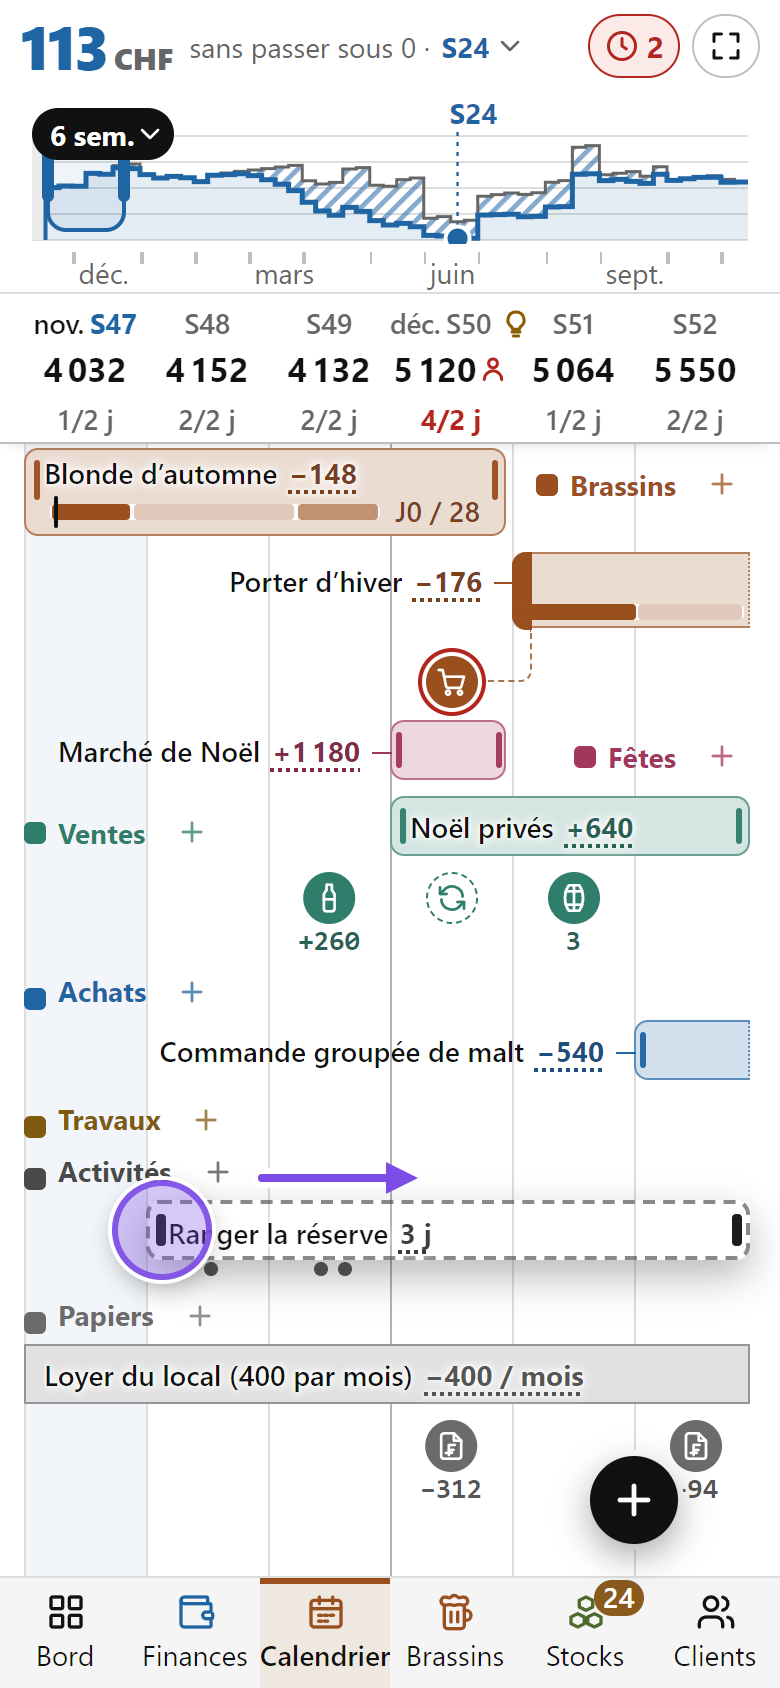 113 CHF sans passer sous 0 · S24
2
S24
6 sem.
déc. mars juin sept.
nov. S47 S48 S49 déc. S50 S51 S52
4 032 4 152 4 132 5 120 5 064 5 550
1/2 j 2/2 j 2/2 j 4/2 j 1/2 j 2/2 j
Blonde d’automne −148
J0 / 28
Brassins +
Porter d’hiver −176
Marché de Noël +1 180
Fêtes +
Ventes +
Noël privés +640
+260 3
Achats +
Commande groupée de malt −540
Travaux +
Activités +
Ranger la réserve 3 j
Papiers +
Loyer du local (400 par mois) −400 / mois
−312 -94
+
24
Bord Finances Calendrier Brassins Stocks Clients